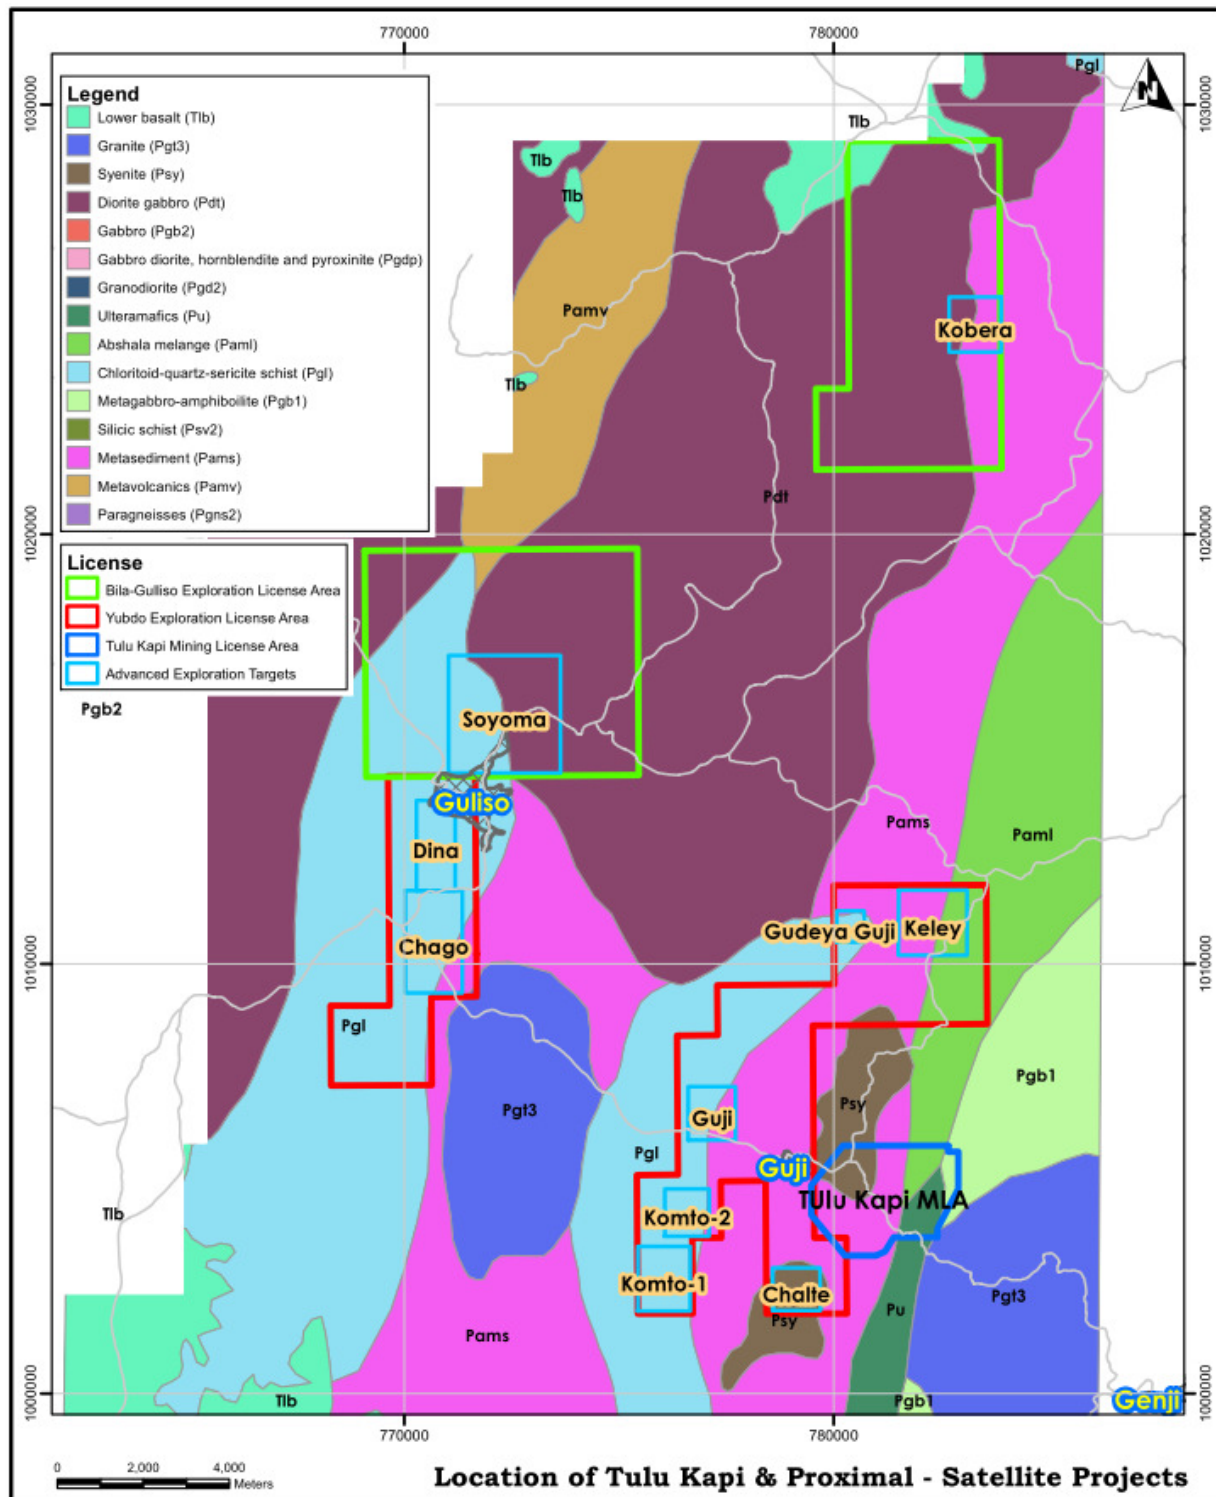 770000
780000
1030000
1030000
Legend
Lower basalt (Tlb)
Granite (Pgt3)
Syenite (Psy)
Diorite gabbro (Pdt)
Gabbro (Pgb2)
Gabbro diorite, hornblendite and pyroxinite (Pgdp)
Granodiorite (Pgd2)
Ulteramafics (Pu)
Abshala melange (Paml)
Chloritoid-quartz-sericite schist (Pgl)
Metagabbro-amphiboilite (Pgb1)
Silicic schist (Psv2)
Metasediment (Pams)
Metavolcanics (Pamv)
Paragneisses (Pgns2)
License
Bila-Gulliso Exploration License Area
Yubdo Exploration License Area
Tulu Kapi Mining License Area
Advanced Exploration Targets
Pgl
N
Tlb
Tlb
Tlb
Pamv
Kobera
Tlb
Pdt
1020000
1020000
Pgb2
Soyoma
Guliso
Dina
Pams
Paml
Gudeya Guji
Keley
Chago
1010000
1010000
Pgl
Pgt3
Psy
Pgb1
Guji
Pgl
Guji
TUlu Kapi MLA
Tlb
Komto-2
Komto-1
Chalte
Pgt3
Pams
Psy
Pu
Tlb
Pgb1
Genji
1000000
1000000
770000
780000
0 2,000 4,000
Meters
Location of Tulu Kapi & Proximal - Satellite Projects